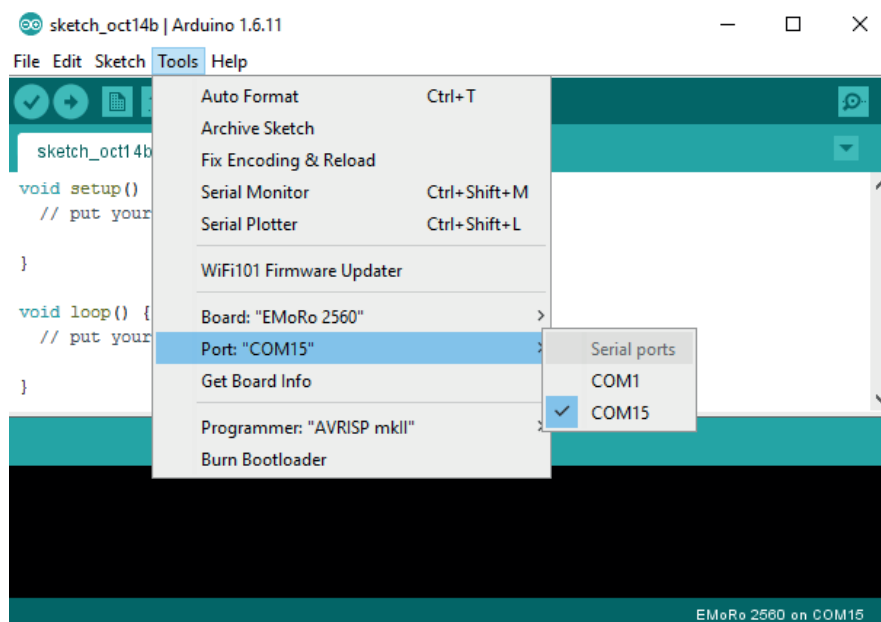 sketch_oct14b | Arduino 1.6.11
File Edit Sketch Tools Help
sketch_oct14b
void setup()
// put your
}
void loop() {
// put your
}
Auto Format Ctrl+T
Archive Sketch
Fix Encoding & Reload
Serial Monitor Ctrl+Shift+M
Serial Plotter Ctrl+Shift+L
WiFi101 Firmware Updater
Board: "EMoRo 2560"
Port: "COM15"
Get Board Info
Programmer: "AVRISP mkII"
Burn Bootloader
Serial ports
COM1
COM15
EMoRo 2560 on COM15